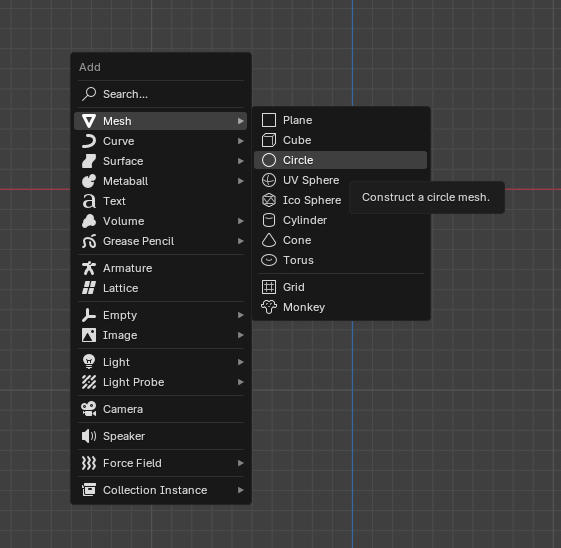 Add
Search...
Mesh
Curve
Surface
Metaball
Text
Volume
Grease Pencil
Armature
Lattice
Empty
Image
Light
Light Probe
Camera
Speaker
Force Field
Collection Instance
Plane
Cube
Circle
UV Sphere
Ico Sphere
Cylinder
Cone
Torus
Grid
Monkey
Construct a circle mesh.